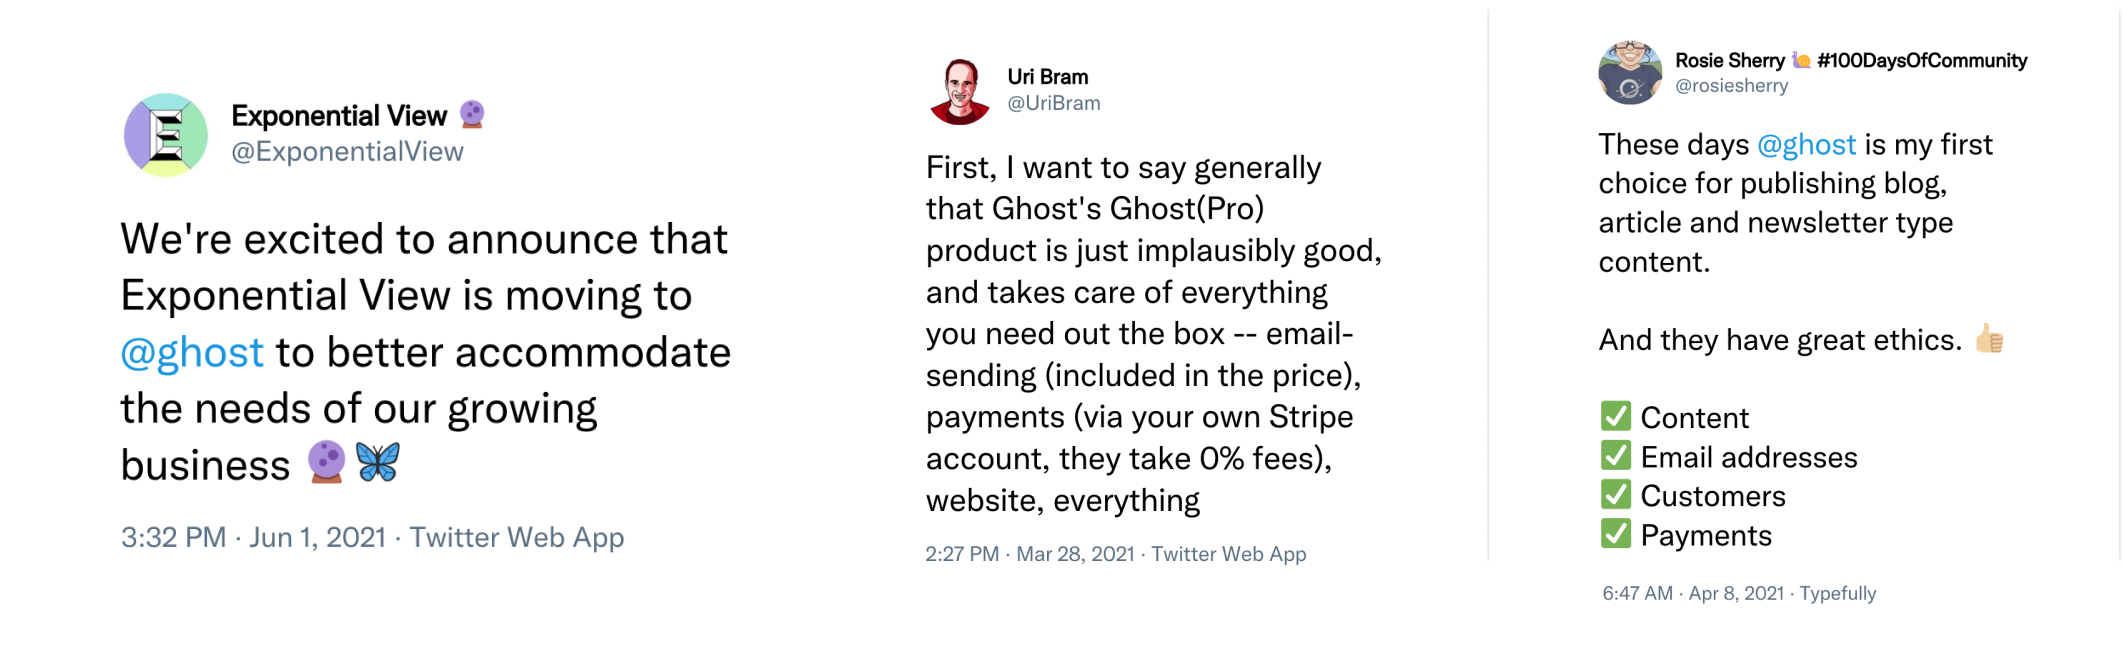 Exponential View 🔮
@ExponentialView
We're excited to announce that
Exponential View is moving to
@ghost to better accommodate
the needs of our growing
business 🔮🦋
3:32 PM · Jun 1, 2021 · Twitter Web App
Uri Bram
@UriBram
First, I want to say generally
that Ghost's Ghost(Pro)
product is just implausibly good,
and takes care of everything
you need out the box -- email-
sending (included in the price),
payments (via your own Stripe
account, they take 0% fees),
website, everything
2:27 PM · Mar 28, 2021 · Twitter Web App
Rosie Sherry 🐌 #100DaysOfCommunity
@rosiesherry
These days @ghost is my first
choice for publishing blog,
article and newsletter type
content.
And they have great ethics. 👍🏼
✅ Content
✅ Email addresses
✅ Customers
✅ Payments
6:47 AM · Apr 8, 2021 · Typefully